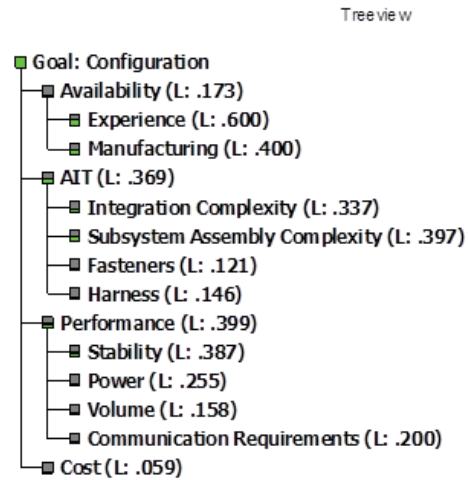 Treeview
Goal: Configuration
Availability (L: .173)
Experience (L: .600)
Manufacturing (L: .400)
AIT (L: .369)
Integration Complexity (L: .337)
Subsystem Assembly Complexity (L: .397)
Fasteners (L: .121)
Harness (L: .146)
Performance (L: .399)
Stability (L: .387)
Power (L: .255)
Volume (L: .158)
Communication Requirements (L: .200)
Cost (L: .059)